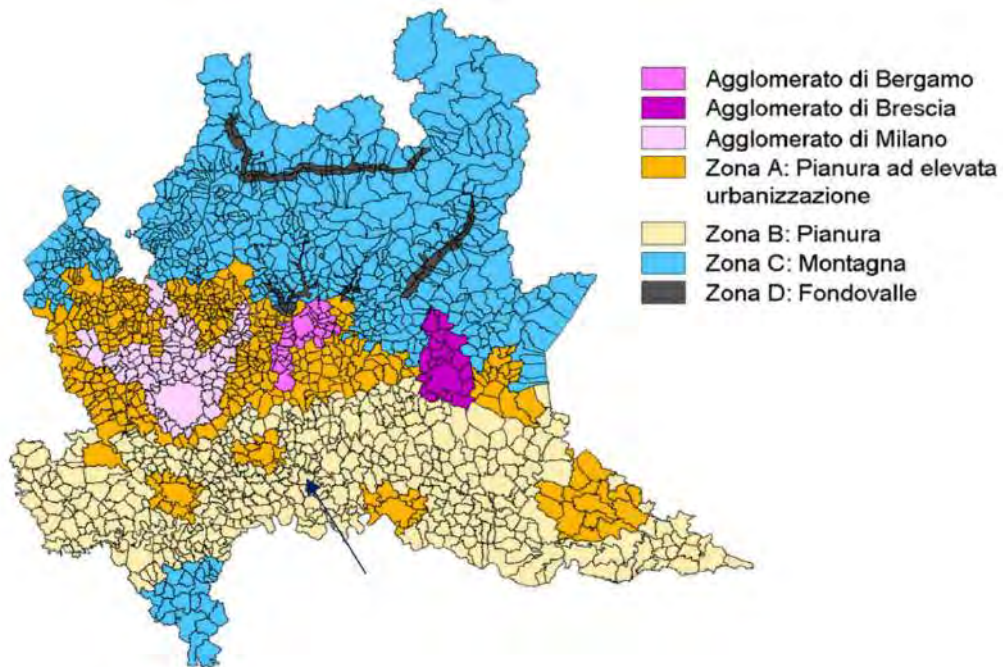 Agglomerato di Bergamo
Agglomerato di Brescia
Agglomerato di Milano
Zona A: Pianura ad elevata
urbanizzazione
Zona B: Pianura
Zona C: Montagna
Zona D: Fondovalle